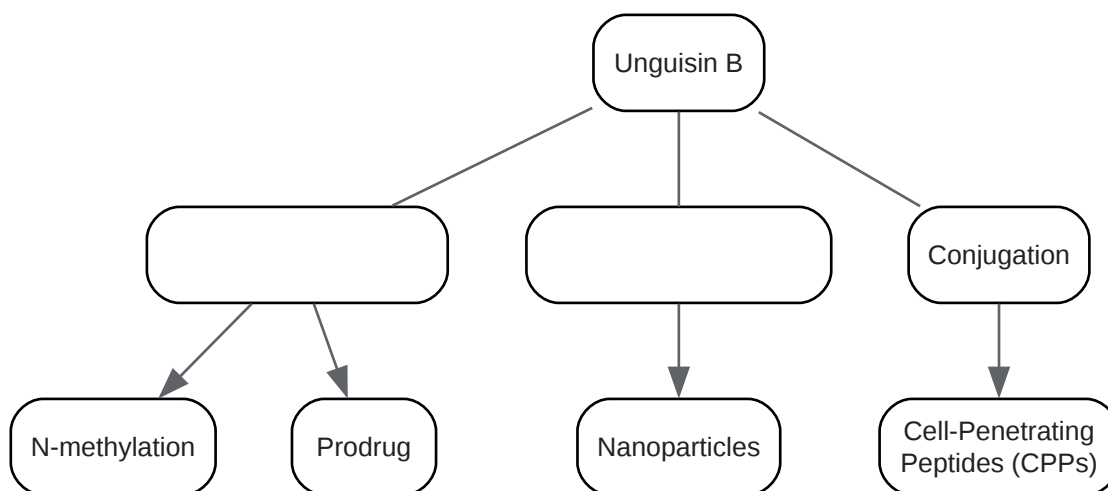 Unguisin B
Conjugation
N-methylation
Prodrug
Nanoparticles
Cell-Penetrating
Peptides (CPPs)